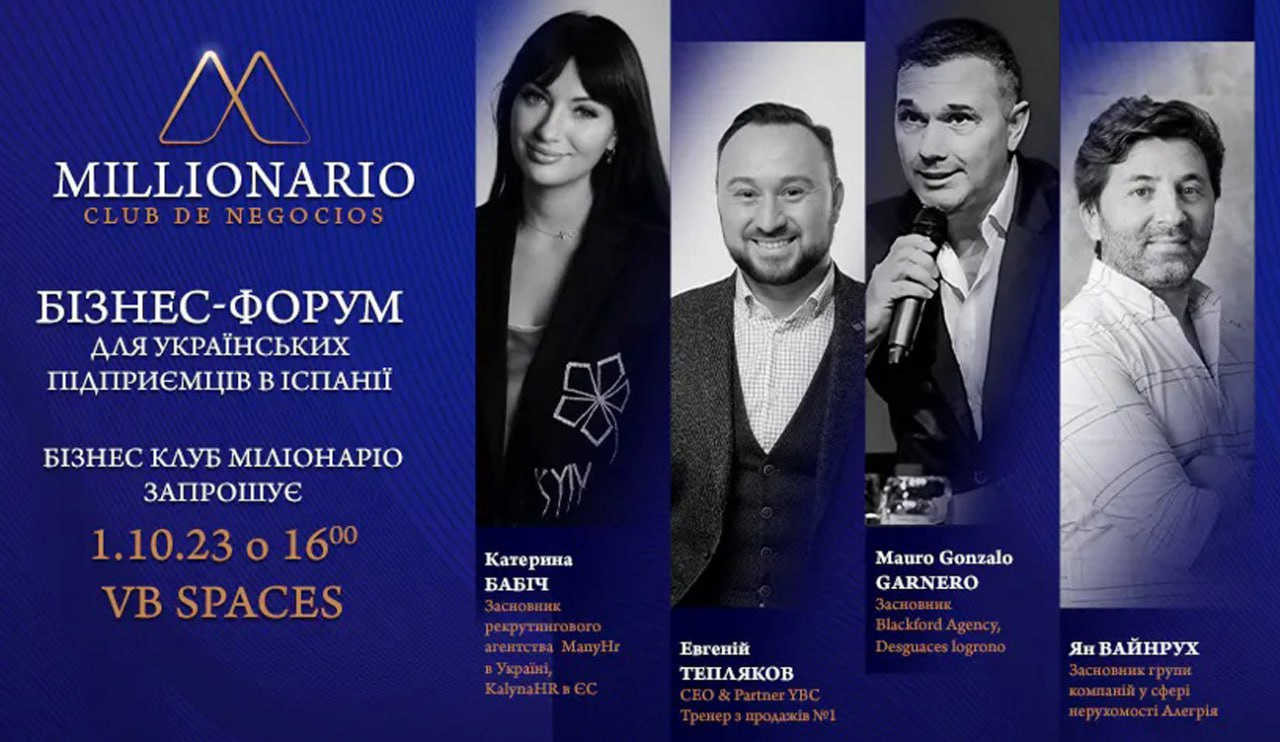 MILLIONARIO
CLUB DE NEGOCIOS
БІЗНЕС-ФОРУМ
ДЛЯ УКРАЇНСЬКИХ
ПІДПРИЄМЦІВ В ІСПАНІЇ
БІЗНЕС КЛУБ МІЛІОНАРІО
ЗАПРОШУЄ
1.10.23 о 16⁰⁰
VB SPACES
KYIV
Катерина
БАБІЧ
Засновник
рекрутингового
агентства ManyHr
в Україні,
KalynaHR в ЄС
Евгеній
ТЕПЛЯКОВ
CEO & Partner YBC
Тренер з продажів №1
Mauro Gonzalo
GARNERO
Засновник
Blackford Agency,
Desguaces logrono
Ян ВАЙНРУХ
Засновник групи
компаній у сфері
нерухомості Алегрія